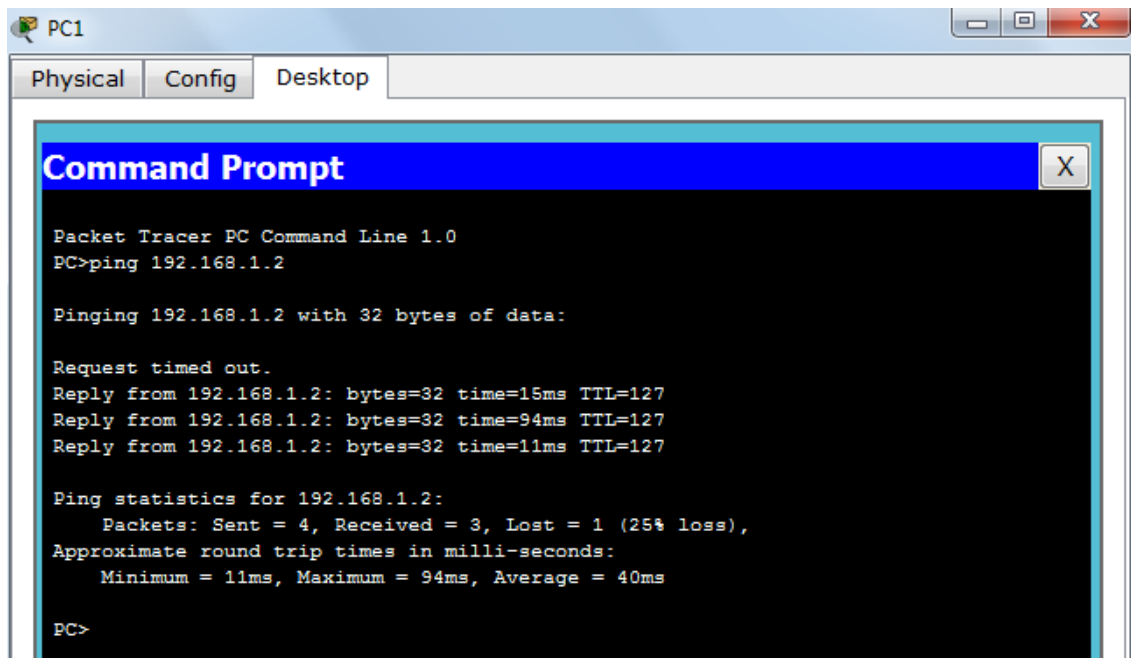 PC1
Physical Config Desktop
Command Prompt
X
Packet Tracer PC Command Line 1.0
PC>ping 192.168.1.2
Pinging 192.168.1.2 with 32 bytes of data:
Request timed out.
Reply from 192.168.1.2: bytes=32 time=15ms TTL=127
Reply from 192.168.1.2: bytes=32 time=94ms TTL=127
Reply from 192.168.1.2: bytes=32 time=11ms TTL=127
Ping statistics for 192.168.1.2:
Packets: Sent = 4, Received = 3, Lost = 1 (25% loss),
Approximate round trip times in milli-seconds:
Minimum = 11ms, Maximum = 94ms, Average = 40ms
PC>